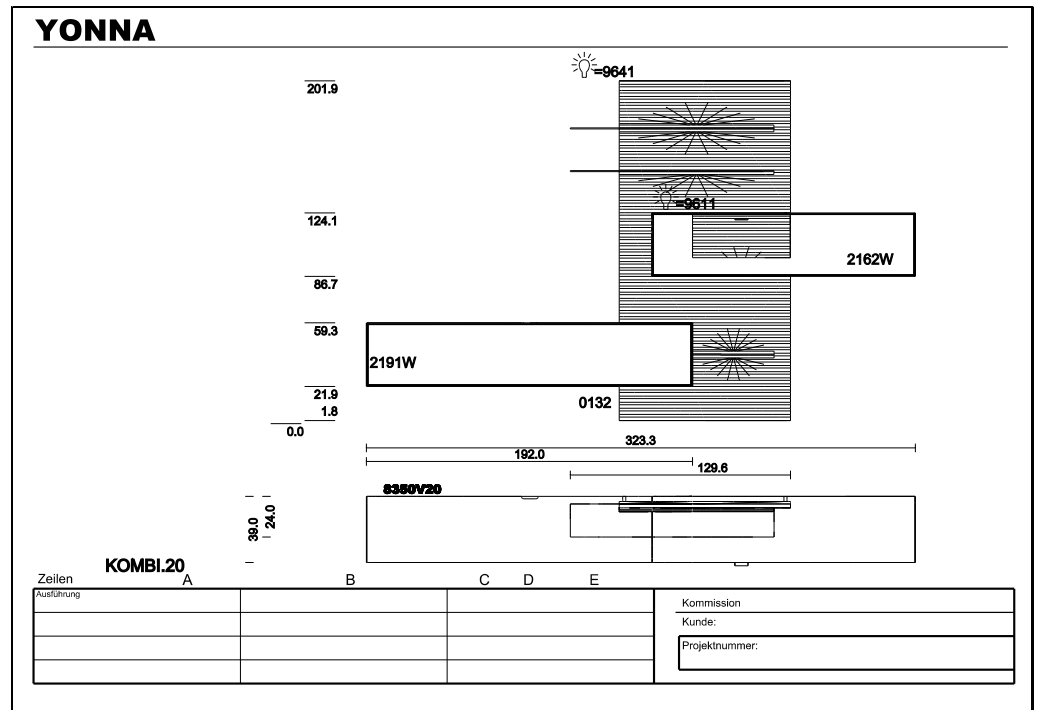 YONNA
=9641
201.9
=9611
124.1
2162W
86.7
59.3
2191W
21.9
0132
1.8
0.0
323.3
192.0
129.6
8350V20
39.0
24.0
KOMBI.20
Zeilen A B C D E
Ausführung
Kommission
Kunde:
Projektnummer: